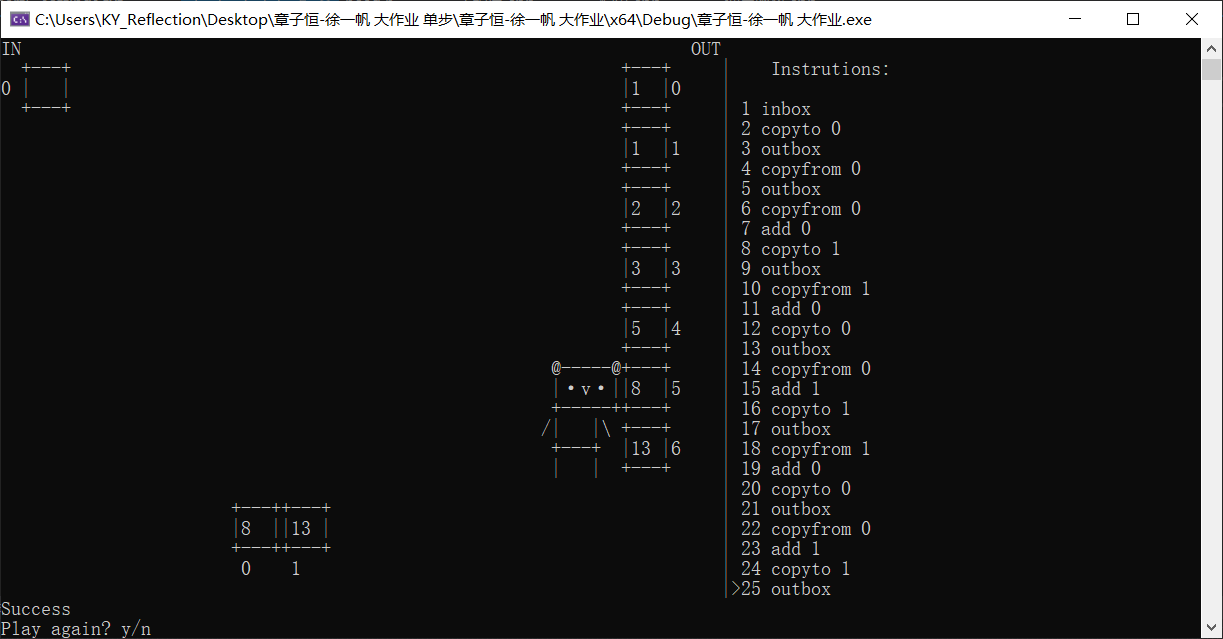 C:\Users\KY_Reflection\Desktop\章子恒-徐一帆 大作业 单步\章子恒-徐一帆 大作业\x64\Debug\章子恒-徐一帆 大作业.exe
IN
0
OUT
1 0
1 1
2 2
3 3
5 4
8 5
13 6
•v•
8 13
0 1
Instrutions:
1 inbox
2 copyto 0
3 outbox
4 copyfrom 0
5 outbox
6 copyfrom 0
7 add 0
8 copyto 1
9 outbox
10 copyfrom 1
11 add 0
12 copyto 0
13 outbox
14 copyfrom 0
15 add 1
16 copyto 1
17 outbox
18 copyfrom 1
19 add 0
20 copyto 0
21 outbox
22 copyfrom 0
23 add 1
24 copyto 1
>25 outbox
Success
Play again? y/n